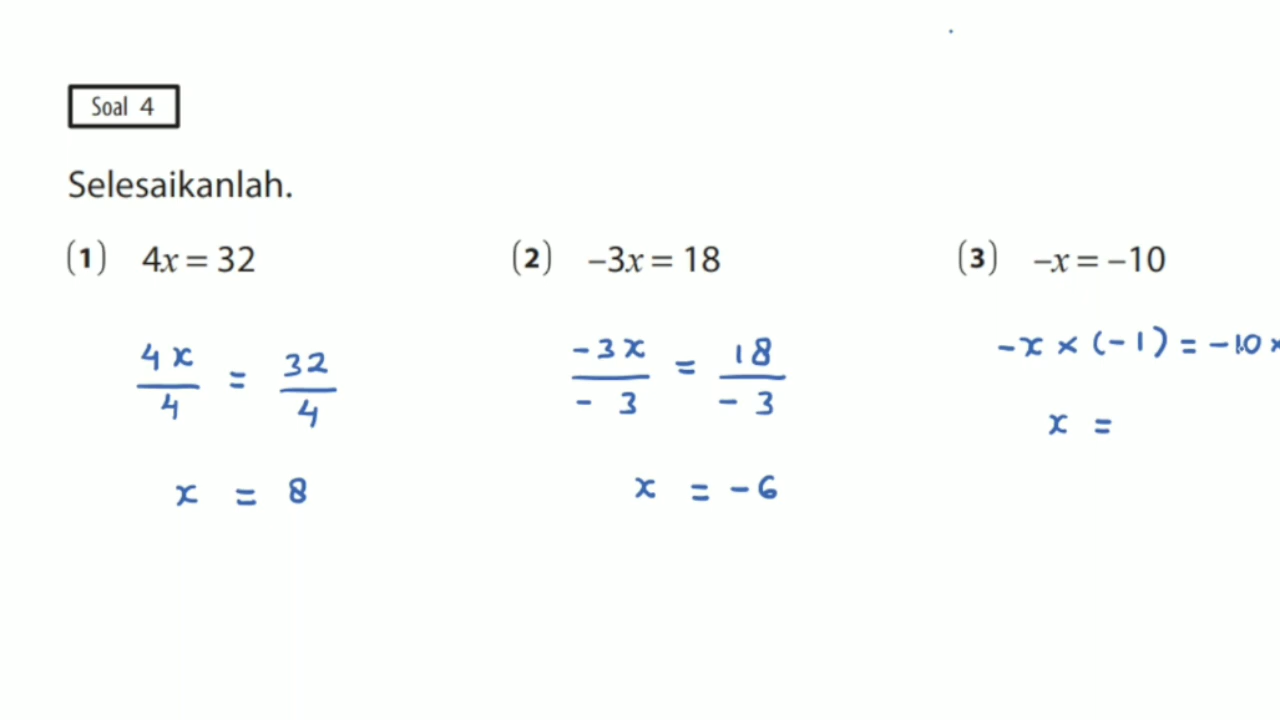 Soal 4
Selesaikanlah.
(1) 4x = 32
4x/4 = 32/4
x = 8
(2) –3x = 18
-3x/-3 = 18/-3
x = -6
(3) –x = –10
-x × (-1) = -10 ×
x =